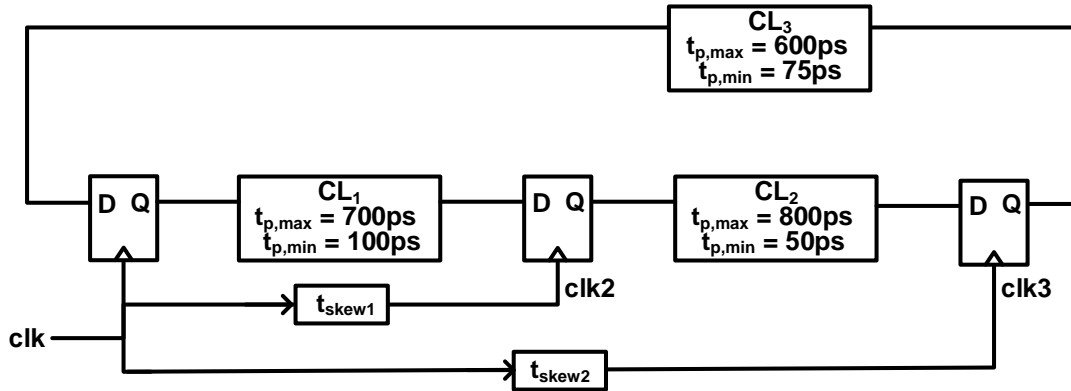 CL3
tp,max = 600ps
tp,min = 75ps
D Q
CL1
tp,max = 700ps
tp,min = 100ps
D Q
CL2
tp,max = 800ps
tp,min = 50ps
D Q
tskew1
clk2
clk3
clk
tskew2